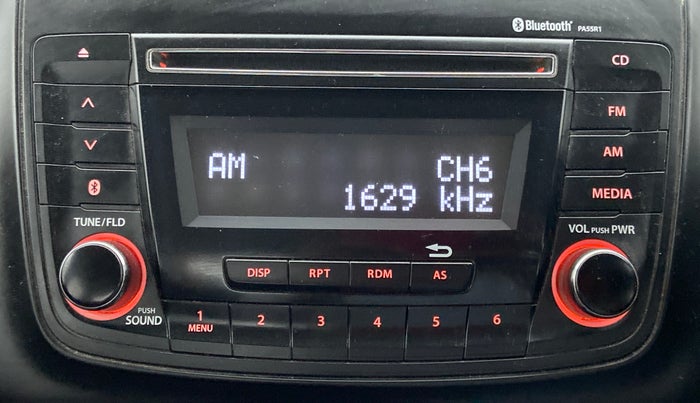 Bluetooth PA55R1
CD
FM
AM
MEDIA
AM CH6
1629 kHz
TUNE/FLD
VOL PUSH PWR
DISP RPT RDM AS
PUSH
SOUND
1 2 3 4 5 6
MENU